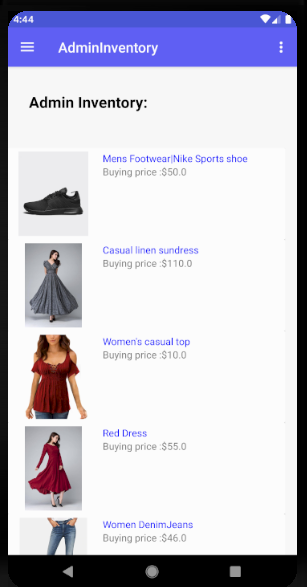 4:44
AdminInventory
Admin Inventory:
Mens Footwear|Nike Sports shoe
Buying price :$50.0
Casual linen sundress
Buying price :$110.0
Women's casual top
Buying price :$10.0
Red Dress
Buying price :$55.0
Women DenimJeans
Buying price :$46.0